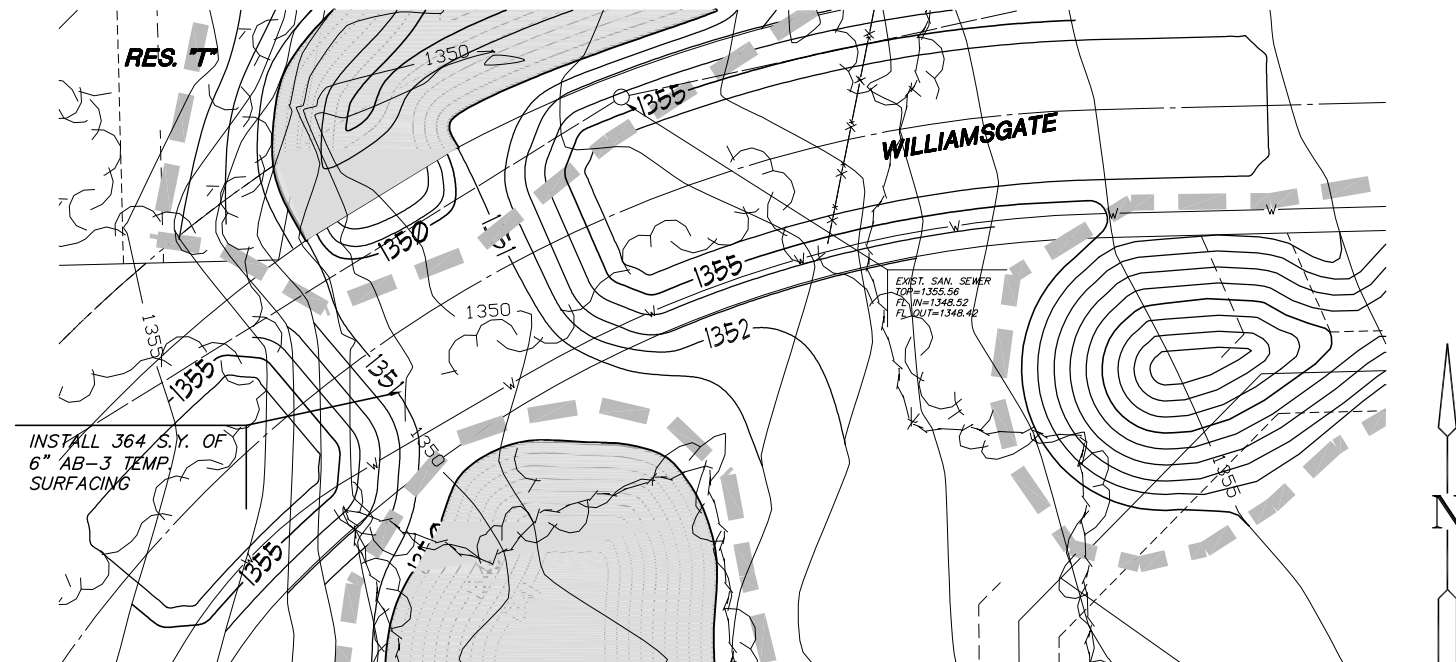 RES. "T"
1350
1355
WILLIAMSGATE
1350
1355
EXIST. SAN. SEWER
TOP=1355.56
FL IN=1348.52
FL OUT=1348.42
1350
1352
1355
1355
1351
INSTALL 364 S.Y. OF
6" AB-3 TEMP.
SURFACING
1350
1355
1355
W
W
W
W
W
W
W
N